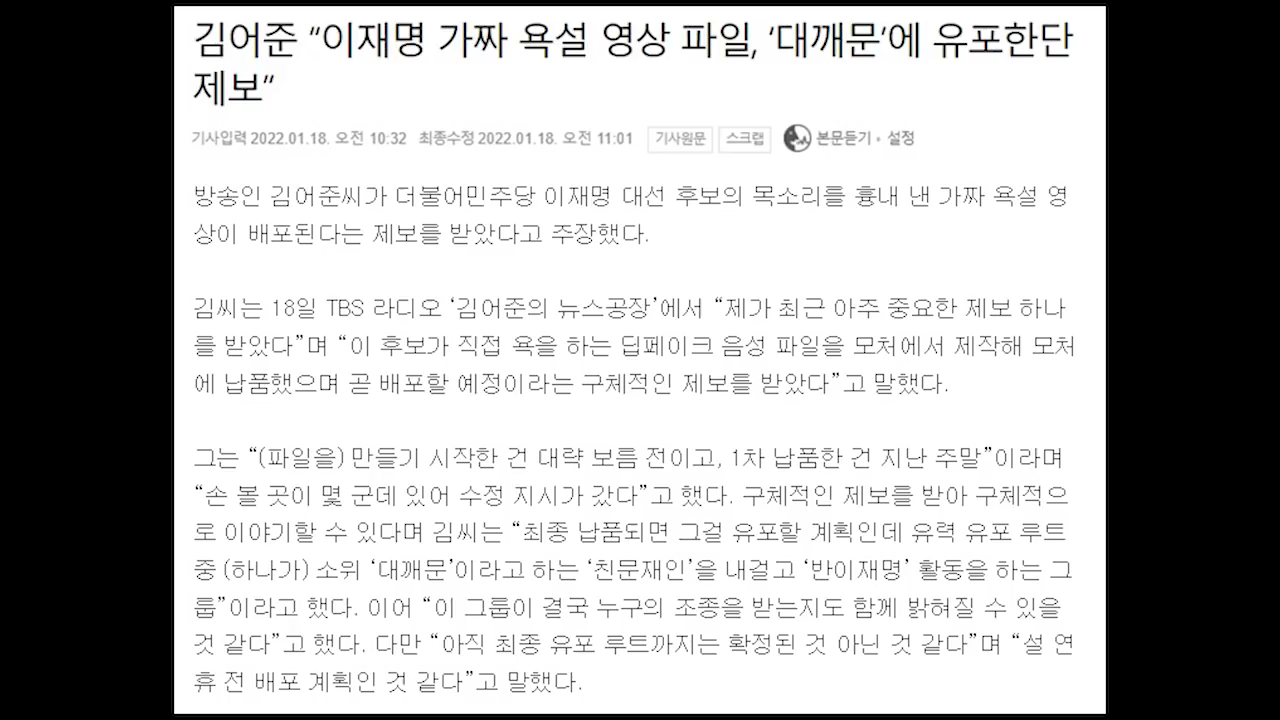 김어준 “이재명 가짜 욕설 영상 파일, ‘대깨문’에 유포한단
제보”
기사입력 2022.01.18. 오전 10:32 최종수정 2022.01.18. 오전 11:01 기사원문 스크랩 본문듣기 · 설정
방송인 김어준씨가 더불어민주당 이재명 대선 후보의 목소리를 흉내 낸 가짜 욕설 영
상이 배포된다는 제보를 받았다고 주장했다.
김씨는 18일 TBS 라디오 ‘김어준의 뉴스공장’에서 “제가 최근 아주 중요한 제보 하나
를 받았다”며 “이 후보가 직접 욕을 하는 딥페이크 음성 파일을 모처에서 제작해 모처
에 납품했으며 곧 배포할 예정이라는 구체적인 제보를 받았다”고 말했다.
그는 “(파일을) 만들기 시작한 건 대략 보름 전이고, 1차 납품한 건 지난 주말”이라며
“손 볼 곳이 몇 군데 있어 수정 지시가 갔다”고 했다. 구체적인 제보를 받아 구체적으
로 이야기할 수 있다며 김씨는 “최종 납품되면 그걸 유포할 계획인데 유력 유포 루트
중 (하나가) 소위 ‘대깨문’이라고 하는 ‘친문재인’을 내걸고 ‘반이재명’ 활동을 하는 그
룹”이라고 했다. 이어 “이 그룹이 결국 누구의 조종을 받는지도 함께 밝혀질 수 있을
것 같다”고 했다. 다만 “아직 최종 유포 루트까지는 확정된 것 아닌 것 같다”며 “설 연
휴 전 배포 계획인 것 같다”고 말했다.